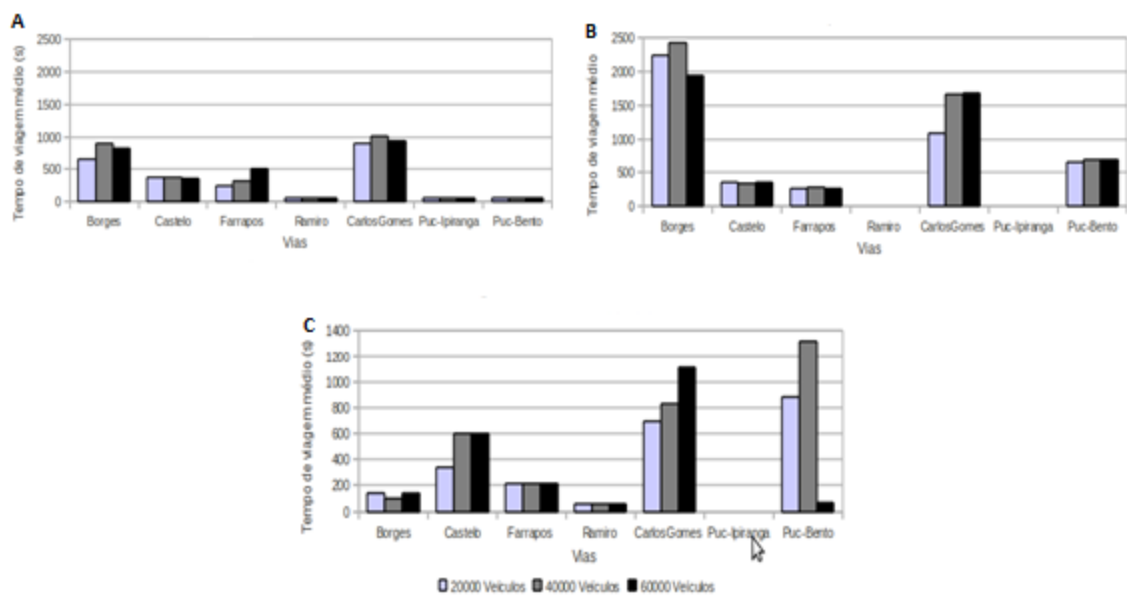 A
Tempo de viagem médio (s)
2500
2000
1500
1000
500
0
Borges Castelo Farrapos Ramiro CarlosGomes Puc-Ipiranga Puc-Bento
Vias
B
Tempo de viagem médio
2500
2000
1500
1000
500
0
Borges Castelo Farrapos Ramiro CarlosGomes Puc-Ipiranga Puc-Bento
Vias
C
Tempo de viagem médio (s)
1400
1200
1000
800
600
400
200
0
Borges Castelo Farrapos Ramiro CarlosGomes Puc-Ipiranga Puc-Bento
Vias
20000 Veículos 40000 Veículos 60000 Veículos